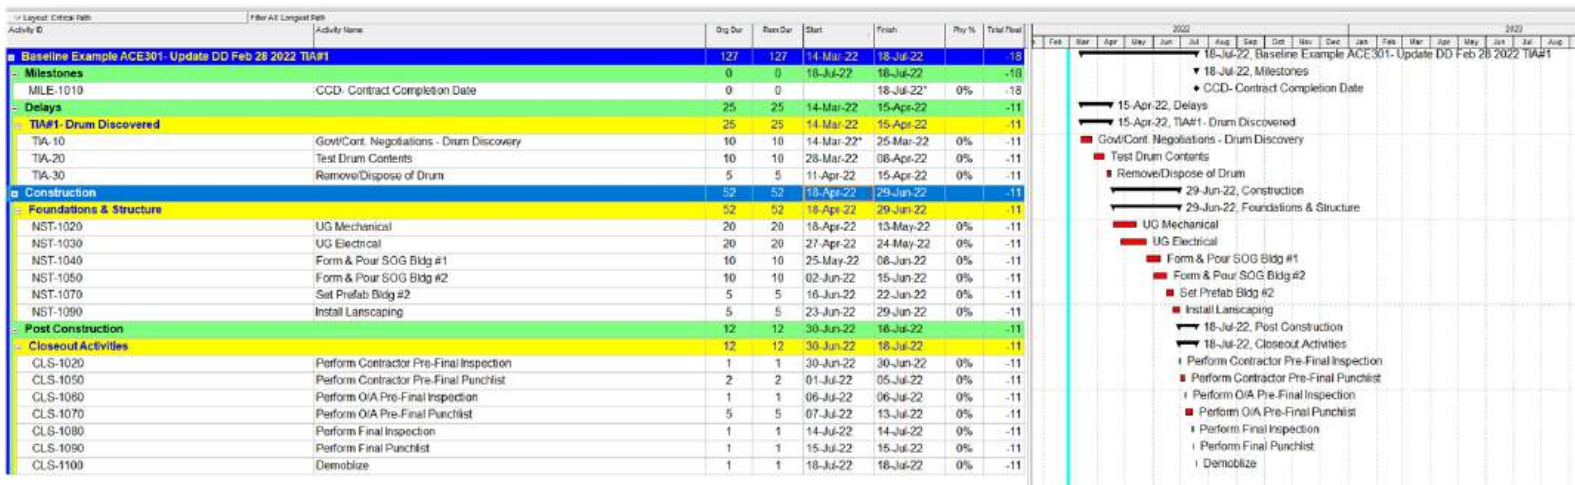 Layout: Critical Path Filter All: Longest Path
Activity ID Activity Name Org Dur Rem Dur Start Finish Phy % Total Float 2022 2023
Feb Mar Apr May Jun Jul Aug Sep Oct Nov Dec Jan Feb Mar Apr May Jun Jul Aug
Baseline Example ACE301- Update DD Feb 28 2022 TIA#1 127 127 14-Mar-22 18-Jul-22 -18 18-Jul-22, Baseline Example ACE301- Update DD Feb 28 2022 TIA#1
Milestones 0 0 18-Jul-22 18-Jul-22 -18 18-Jul-22, Milestones
MILE-1010 CCD- Contract Completion Date 0 0 18-Jul-22* 0% -18 CCD- Contract Completion Date
Delays 25 25 14-Mar-22 15-Apr-22 -11 15-Apr-22, Delays
TIA#1- Drum Discovered 25 25 14-Mar-22 15-Apr-22 -11 15-Apr-22, TIA#1- Drum Discovered
TIA-10 Govt/Cont. Negotiations - Drum Discovery 10 10 14-Mar-22* 25-Mar-22 0% -11 Govt/Cont. Negotiations - Drum Discovery
TIA-20 Test Drum Contents 10 10 28-Mar-22 08-Apr-22 0% -11 Test Drum Contents
TIA-30 Remove/Dispose of Drum 5 5 11-Apr-22 15-Apr-22 0% -11 Remove/Dispose of Drum
Construction 52 52 18-Apr-22 29-Jun-22 -11 29-Jun-22, Construction
Foundations & Structure 52 52 18-Apr-22 29-Jun-22 -11 29-Jun-22, Foundations & Structure
NST-1020 UG Mechanical 20 20 18-Apr-22 13-May-22 0% -11 UG Mechanical
NST-1030 UG Electrical 20 20 27-Apr-22 24-May-22 0% -11 UG Electrical
NST-1040 Form & Pour SOG Bldg #1 10 10 25-May-22 08-Jun-22 0% -11 Form & Pour SOG Bldg #1
NST-1050 Form & Pour SOG Bldg #2 10 10 02-Jun-22 15-Jun-22 0% -11 Form & Pour SOG Bldg #2
NST-1070 Set Prefab Bldg #2 5 5 16-Jun-22 22-Jun-22 0% -11 Set Prefab Bldg #2
NST-1090 Install Lanscaping 5 5 23-Jun-22 29-Jun-22 0% -11 Install Lanscaping
Post Construction 12 12 30-Jun-22 18-Jul-22 -11 18-Jul-22, Post Construction
Closeout Activities 12 12 30-Jun-22 18-Jul-22 -11 18-Jul-22, Closeout Activities
CLS-1020 Perform Contractor Pre-Final Inspection 1 1 30-Jun-22 30-Jun-22 0% -11 Perform Contractor Pre-Final Inspection
CLS-1050 Perform Contractor Pre-Final Punchlist 2 2 01-Jul-22 05-Jul-22 0% -11 Perform Contractor Pre-Final Punchlist
CLS-1060 Perform O/A Pre-Final Inspection 1 1 06-Jul-22 06-Jul-22 0% -11 Perform O/A Pre-Final Inspection
CLS-1070 Perform O/A Pre-Final Punchlist 5 5 07-Jul-22 13-Jul-22 0% -11 Perform O/A Pre-Final Punchlist
CLS-1080 Perform Final Inspection 1 1 14-Jul-22 14-Jul-22 0% -11 Perform Final Inspection
CLS-1090 Perform Final Punchlist 1 1 15-Jul-22 15-Jul-22 0% -11 Perform Final Punchlist
CLS-1100 Demoblize 1 1 18-Jul-22 18-Jul-22 0% -11 Demoblize